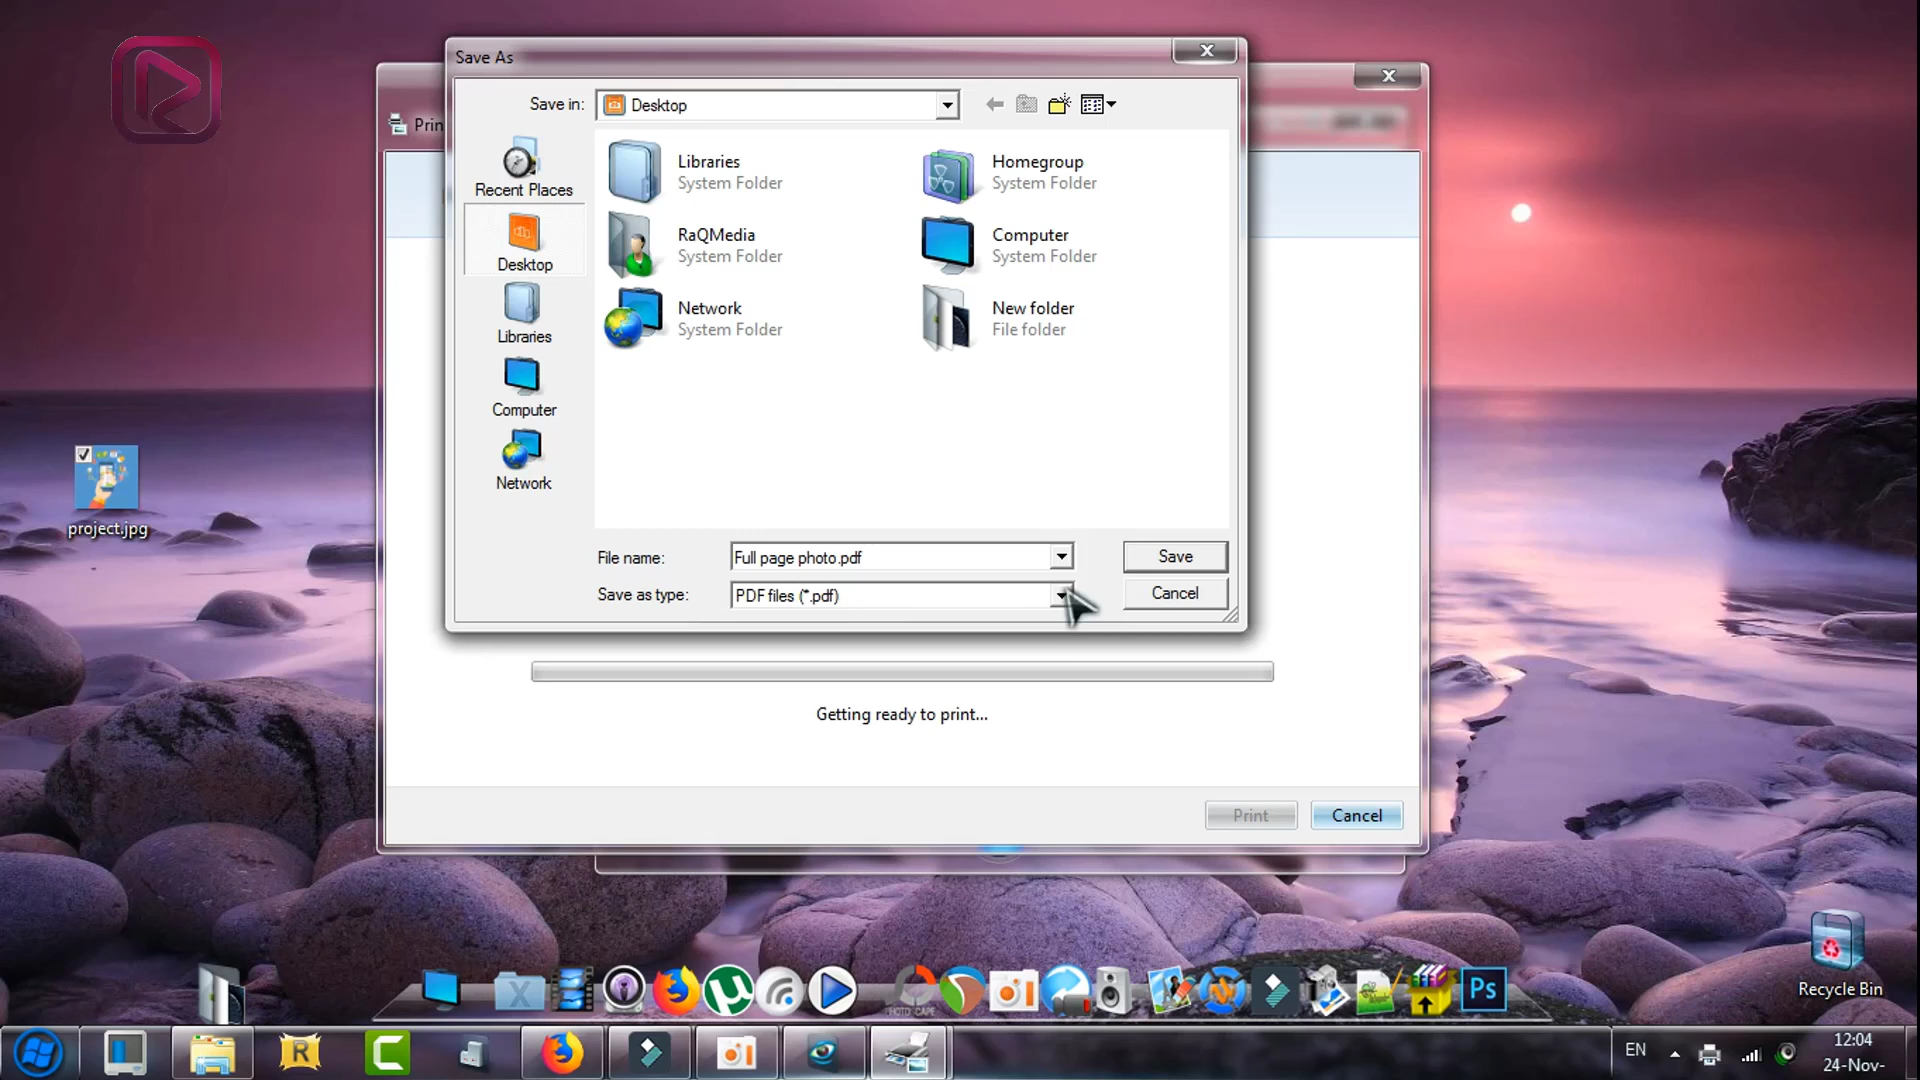 Save As
Save in:
Desktop
Prin
Recent Places
Desktop
Libraries
Computer
Network
Libraries
System Folder
Homegroup
System Folder
RaQMedia
System Folder
Computer
System Folder
Network
System Folder
New folder
File folder
File name:
Full page photo.pdf
Save
Save as type:
PDF files (*.pdf)
Cancel
Getting ready to print...
Print
Cancel
project.jpg
Recycle Bin
Ps
EN
12:04
24-Nov-